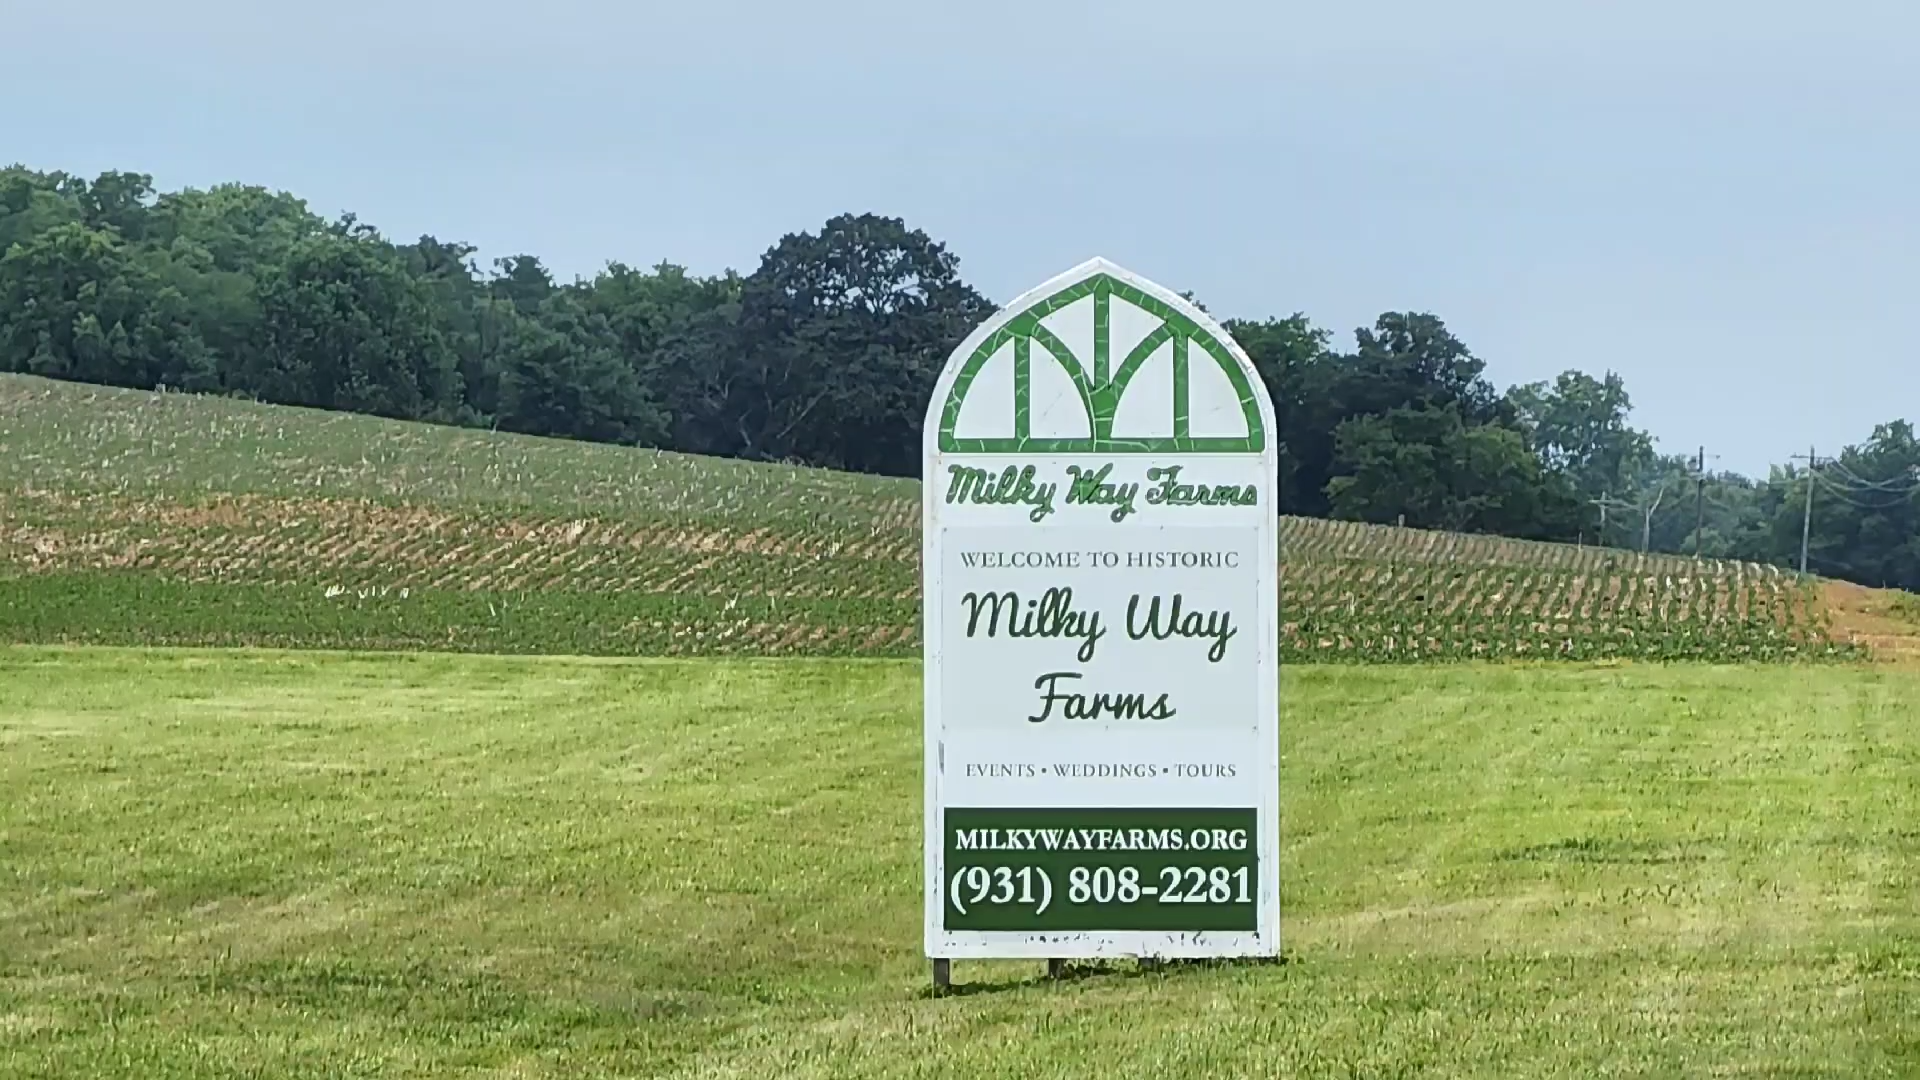 Milky Way Farms
WELCOME TO HISTORIC
Milky Way
Farms
EVENTS • WEDDINGS • TOURS
MILKYWAYFARMS.ORG
(931) 808-2281